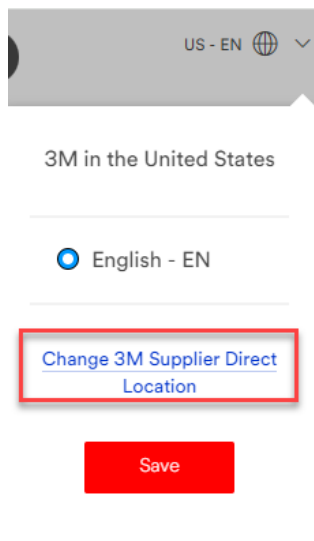 US - EN
3M in the United States
English - EN
Change 3M Supplier Direct
Location
Save